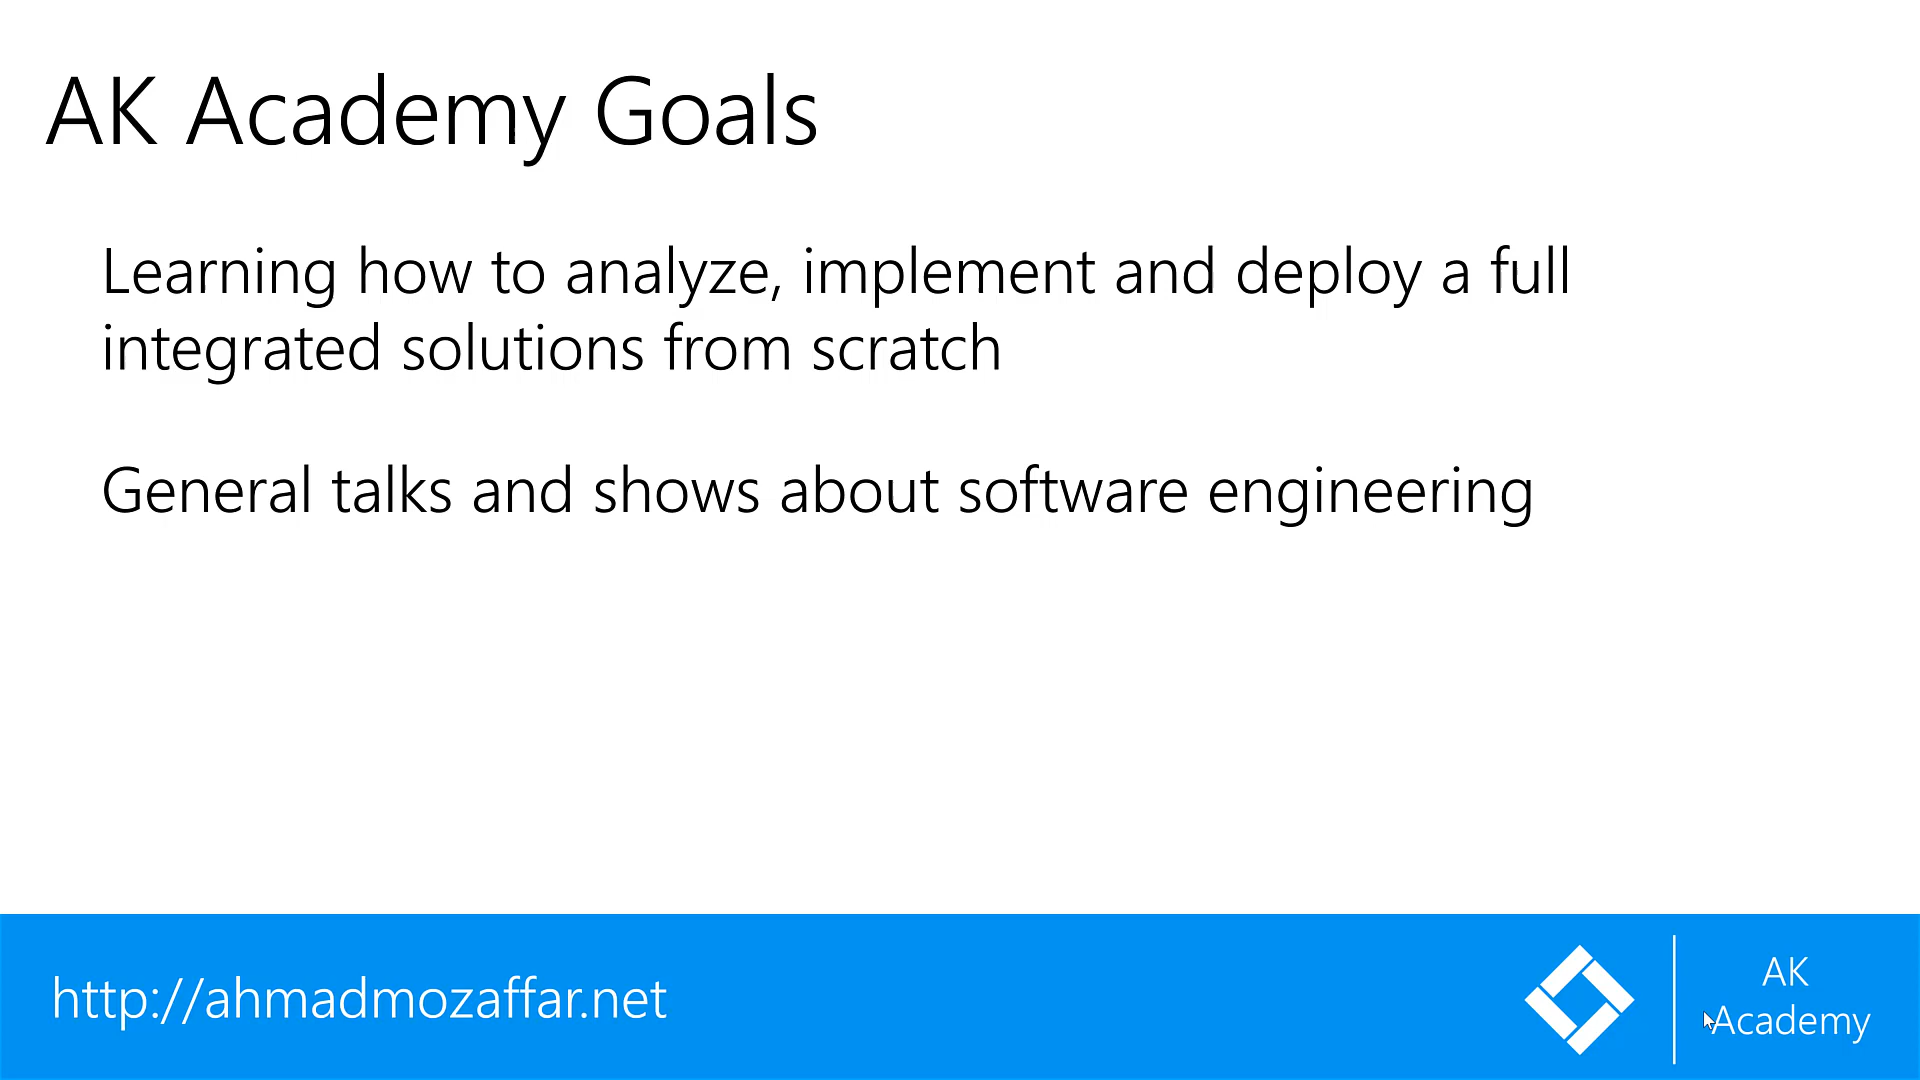 AK Academy Goals
Learning how to analyze, implement and deploy a full
integrated solutions from scratch
General talks and shows about software engineering
http://ahmadmozaffar.net
AK
Academy